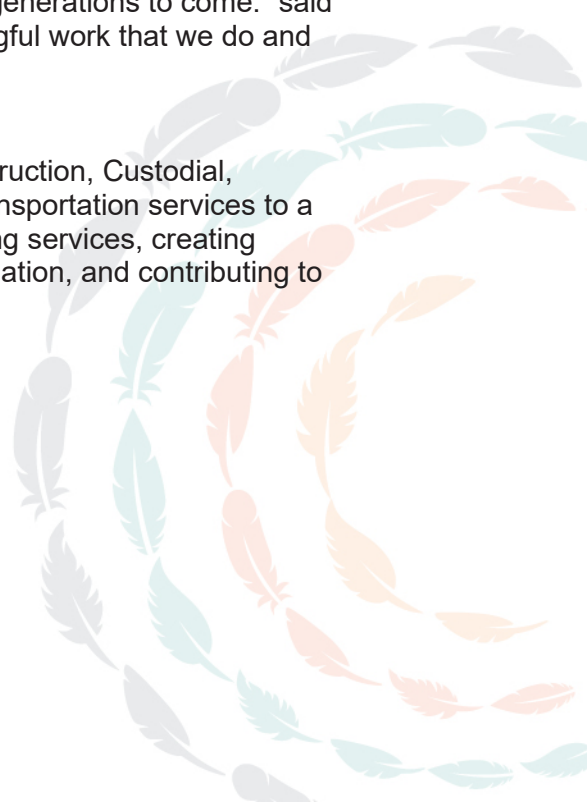 generations to come." said
gful work that we do and
ruction, Custodial,
nsportation services to a
ng services, creating
ation, and contributing to